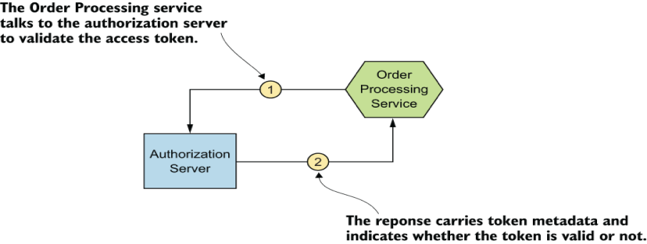 The Order Processing service
talks to the authorization server
to validate the access token.
1
Order
Processing
Service
Authorization
Server
2
The reponse carries token metadata and
indicates whether the token is valid or not.